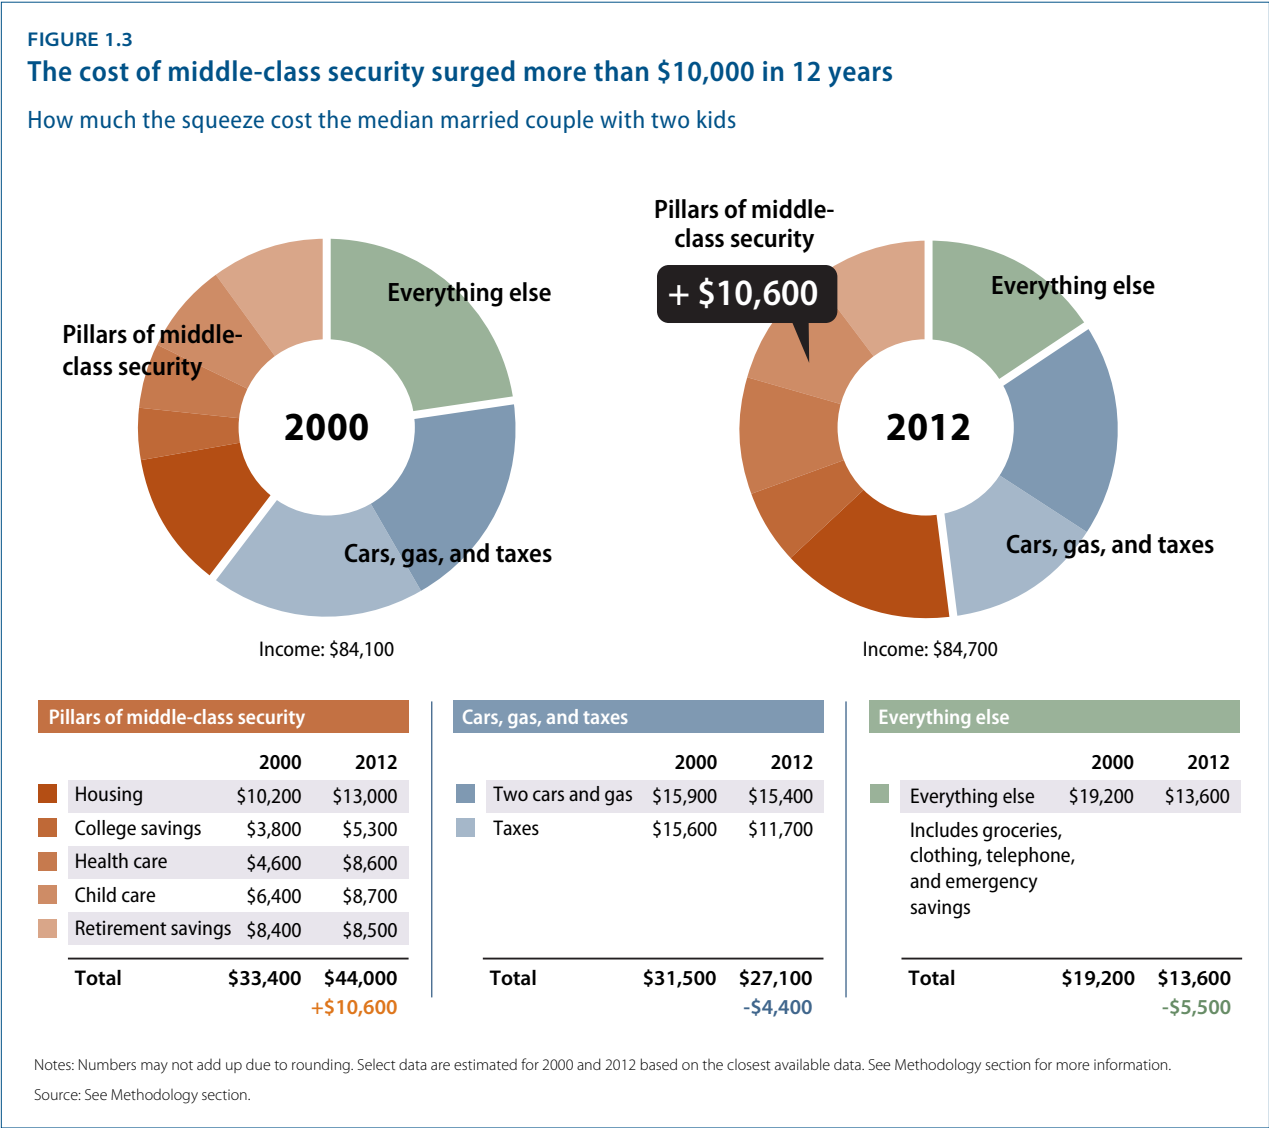 FIGURE 1.3
The cost of middle-class security surged more than $10,000 in 12 years
How much the squeeze cost the median married couple with two kids
Pillars of middle-
class security
Everything else
2000
Cars, gas, and taxes
Income: $84,100
Pillars of middle-
class security
+ $10,600
Everything else
2012
Cars, gas, and taxes
Income: $84,700
Pillars of middle-class security
2000 2012
Housing $10,200 $13,000
College savings $3,800 $5,300
Health care $4,600 $8,600
Child care $6,400 $8,700
Retirement savings $8,400 $8,500
Total $33,400 $44,000
+$10,600
Cars, gas, and taxes
2000 2012
Two cars and gas $15,900 $15,400
Taxes $15,600 $11,700
Total $31,500 $27,100
-$4,400
Everything else
2000 2012
Everything else $19,200 $13,600
Includes groceries,
clothing, telephone,
and emergency
savings
Total $19,200 $13,600
-$5,500
Notes: Numbers may not add up due to rounding. Select data are estimated for 2000 and 2012 based on the closest available data. See Methodology section for more information.
Source: See Methodology section.